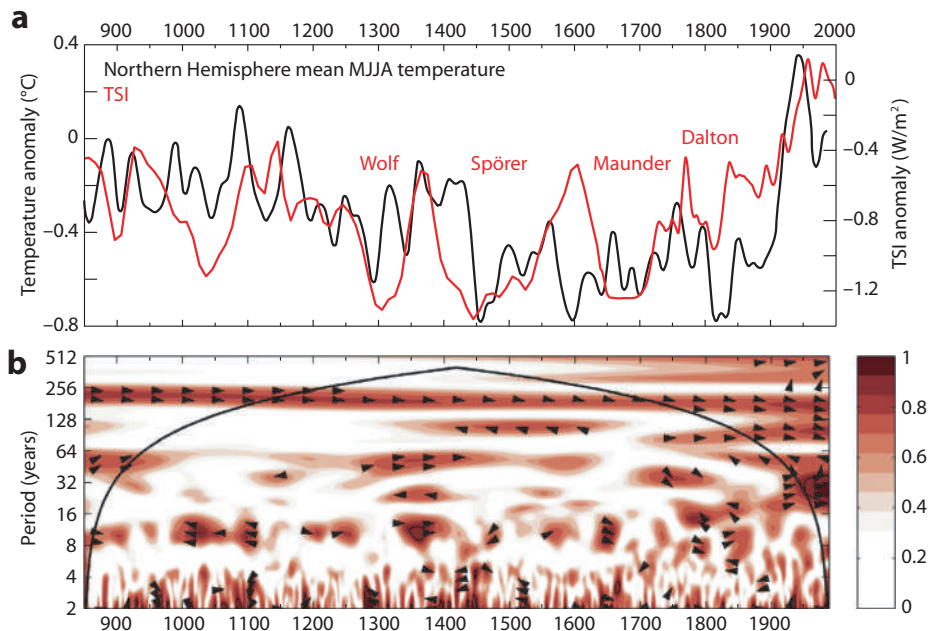 a
900 1000 1100 1200 1300 1400 1500 1600 1700 1800 1900 2000
0.4
0
−0.4
−0.8
Temperature anomaly (°C)
Northern Hemisphere mean MJJA temperature
TSI
Wolf
Spörer
Maunder
Dalton
0
−0.4
−0.8
−1.2
TSI anomaly (W/m²)
b
512
256
128
64
32
16
8
4
2
Period (years)
900 1000 1100 1200 1300 1400 1500 1600 1700 1800 1900
1
0.8
0.6
0.4
0.2
0